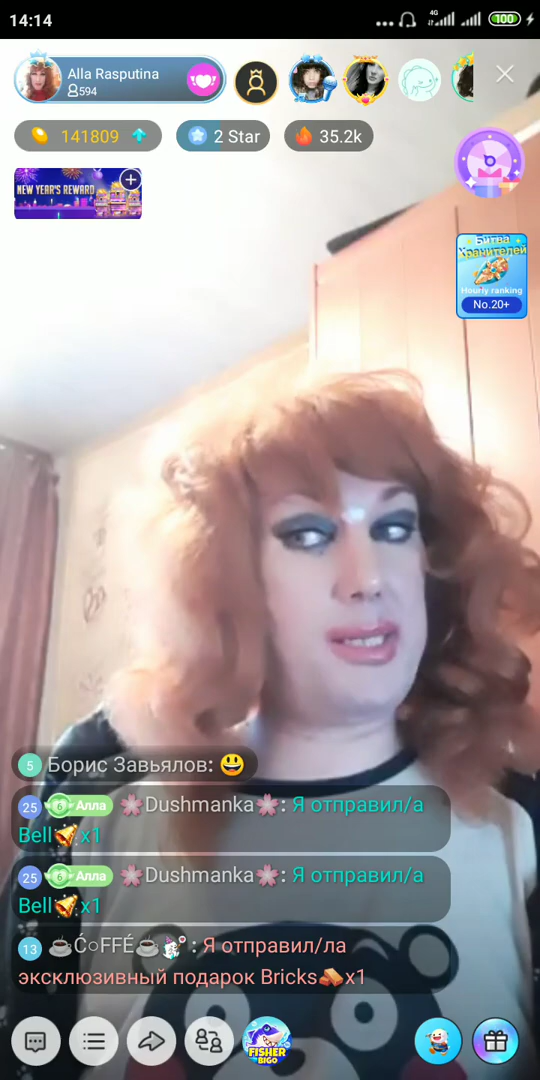 14:14
4G
100
Alla Rasputina
594
141809
2 Star
35.2k
NEW YEAR'S REWARD
Битва
Хранителей
Hourly ranking
No.20+
5 Борис Завьялов: 😃
25 6 Алла 🌸Dushmanka🌸: Я отправил/а
Bell x1
25 6 Алла 🌸Dushmanka🌸: Я отправил/а
Bell x1
13 ☕Ć○FFÉ☕ : Я отправил/ла
эксклюзивный подарок Bricks x1
FISHER
BIGO